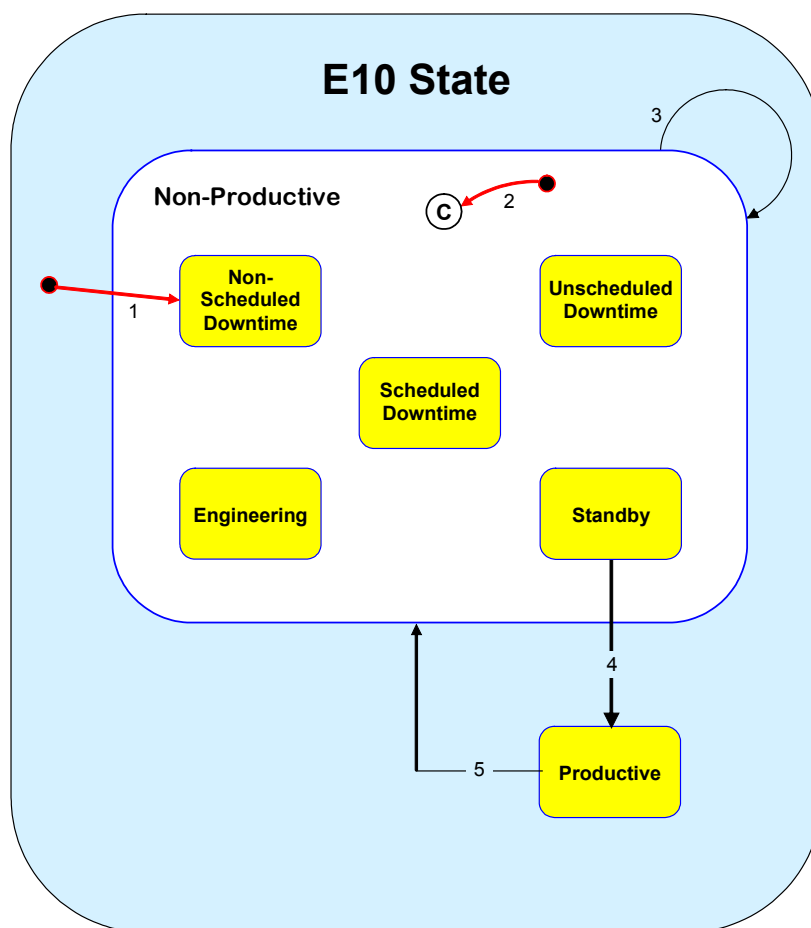 E10 State
3
Non-Productive
C
2
Non-
Scheduled
Downtime
Unscheduled
Downtime
1
Scheduled
Downtime
Engineering
Standby
4
5
Productive